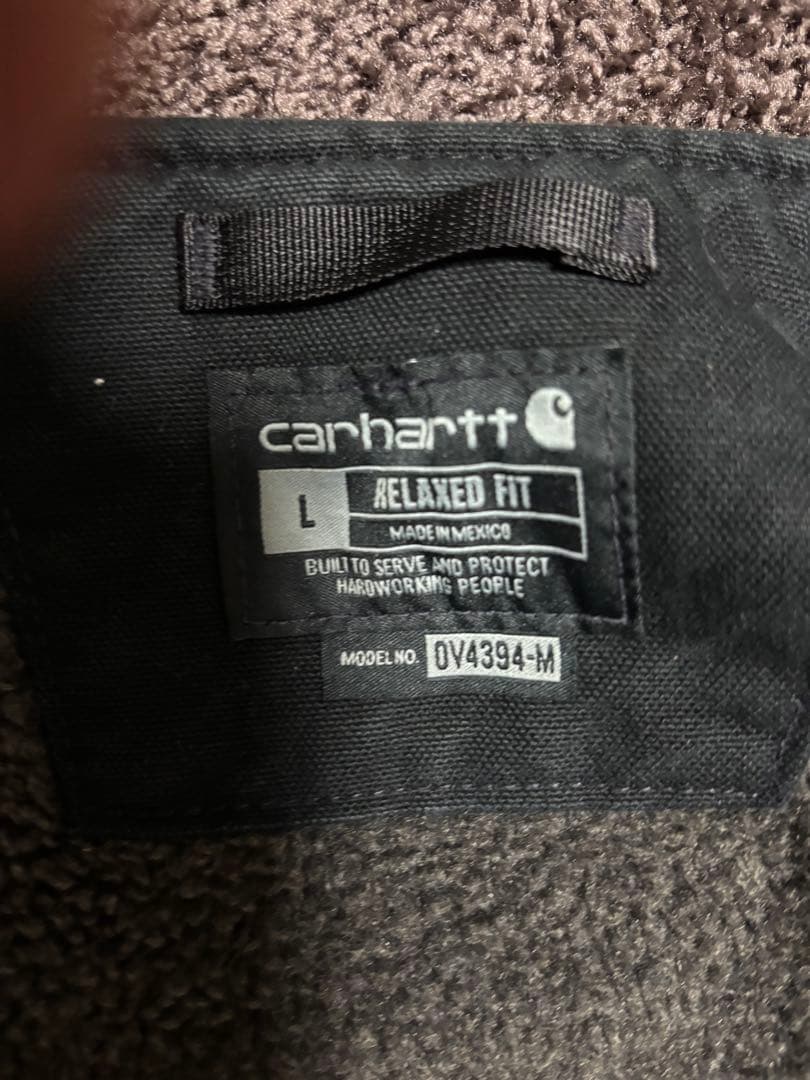 carhartt
L RELAXED FIT
MADE IN MEXICO
BUILT TO SERVE AND PROTECT
HARDWORKING PEOPLE
MODEL NO. OV4394-M